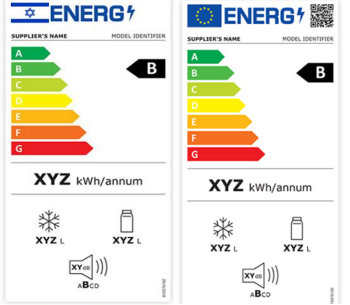 ENERG
SUPPLIER'S NAME MODEL IDENTIFIER
A
B
C
D
E
F
G
B
XYZ kWh/annum
XYZ L
XYZ L
XY dB
ABCD
ENERG
SUPPLIER'S NAME MODEL IDENTIFIER
A
B
C
D
E
F
G
B
XYZ kWh/annum
XYZ L
XYZ L
XY dB
ABCD